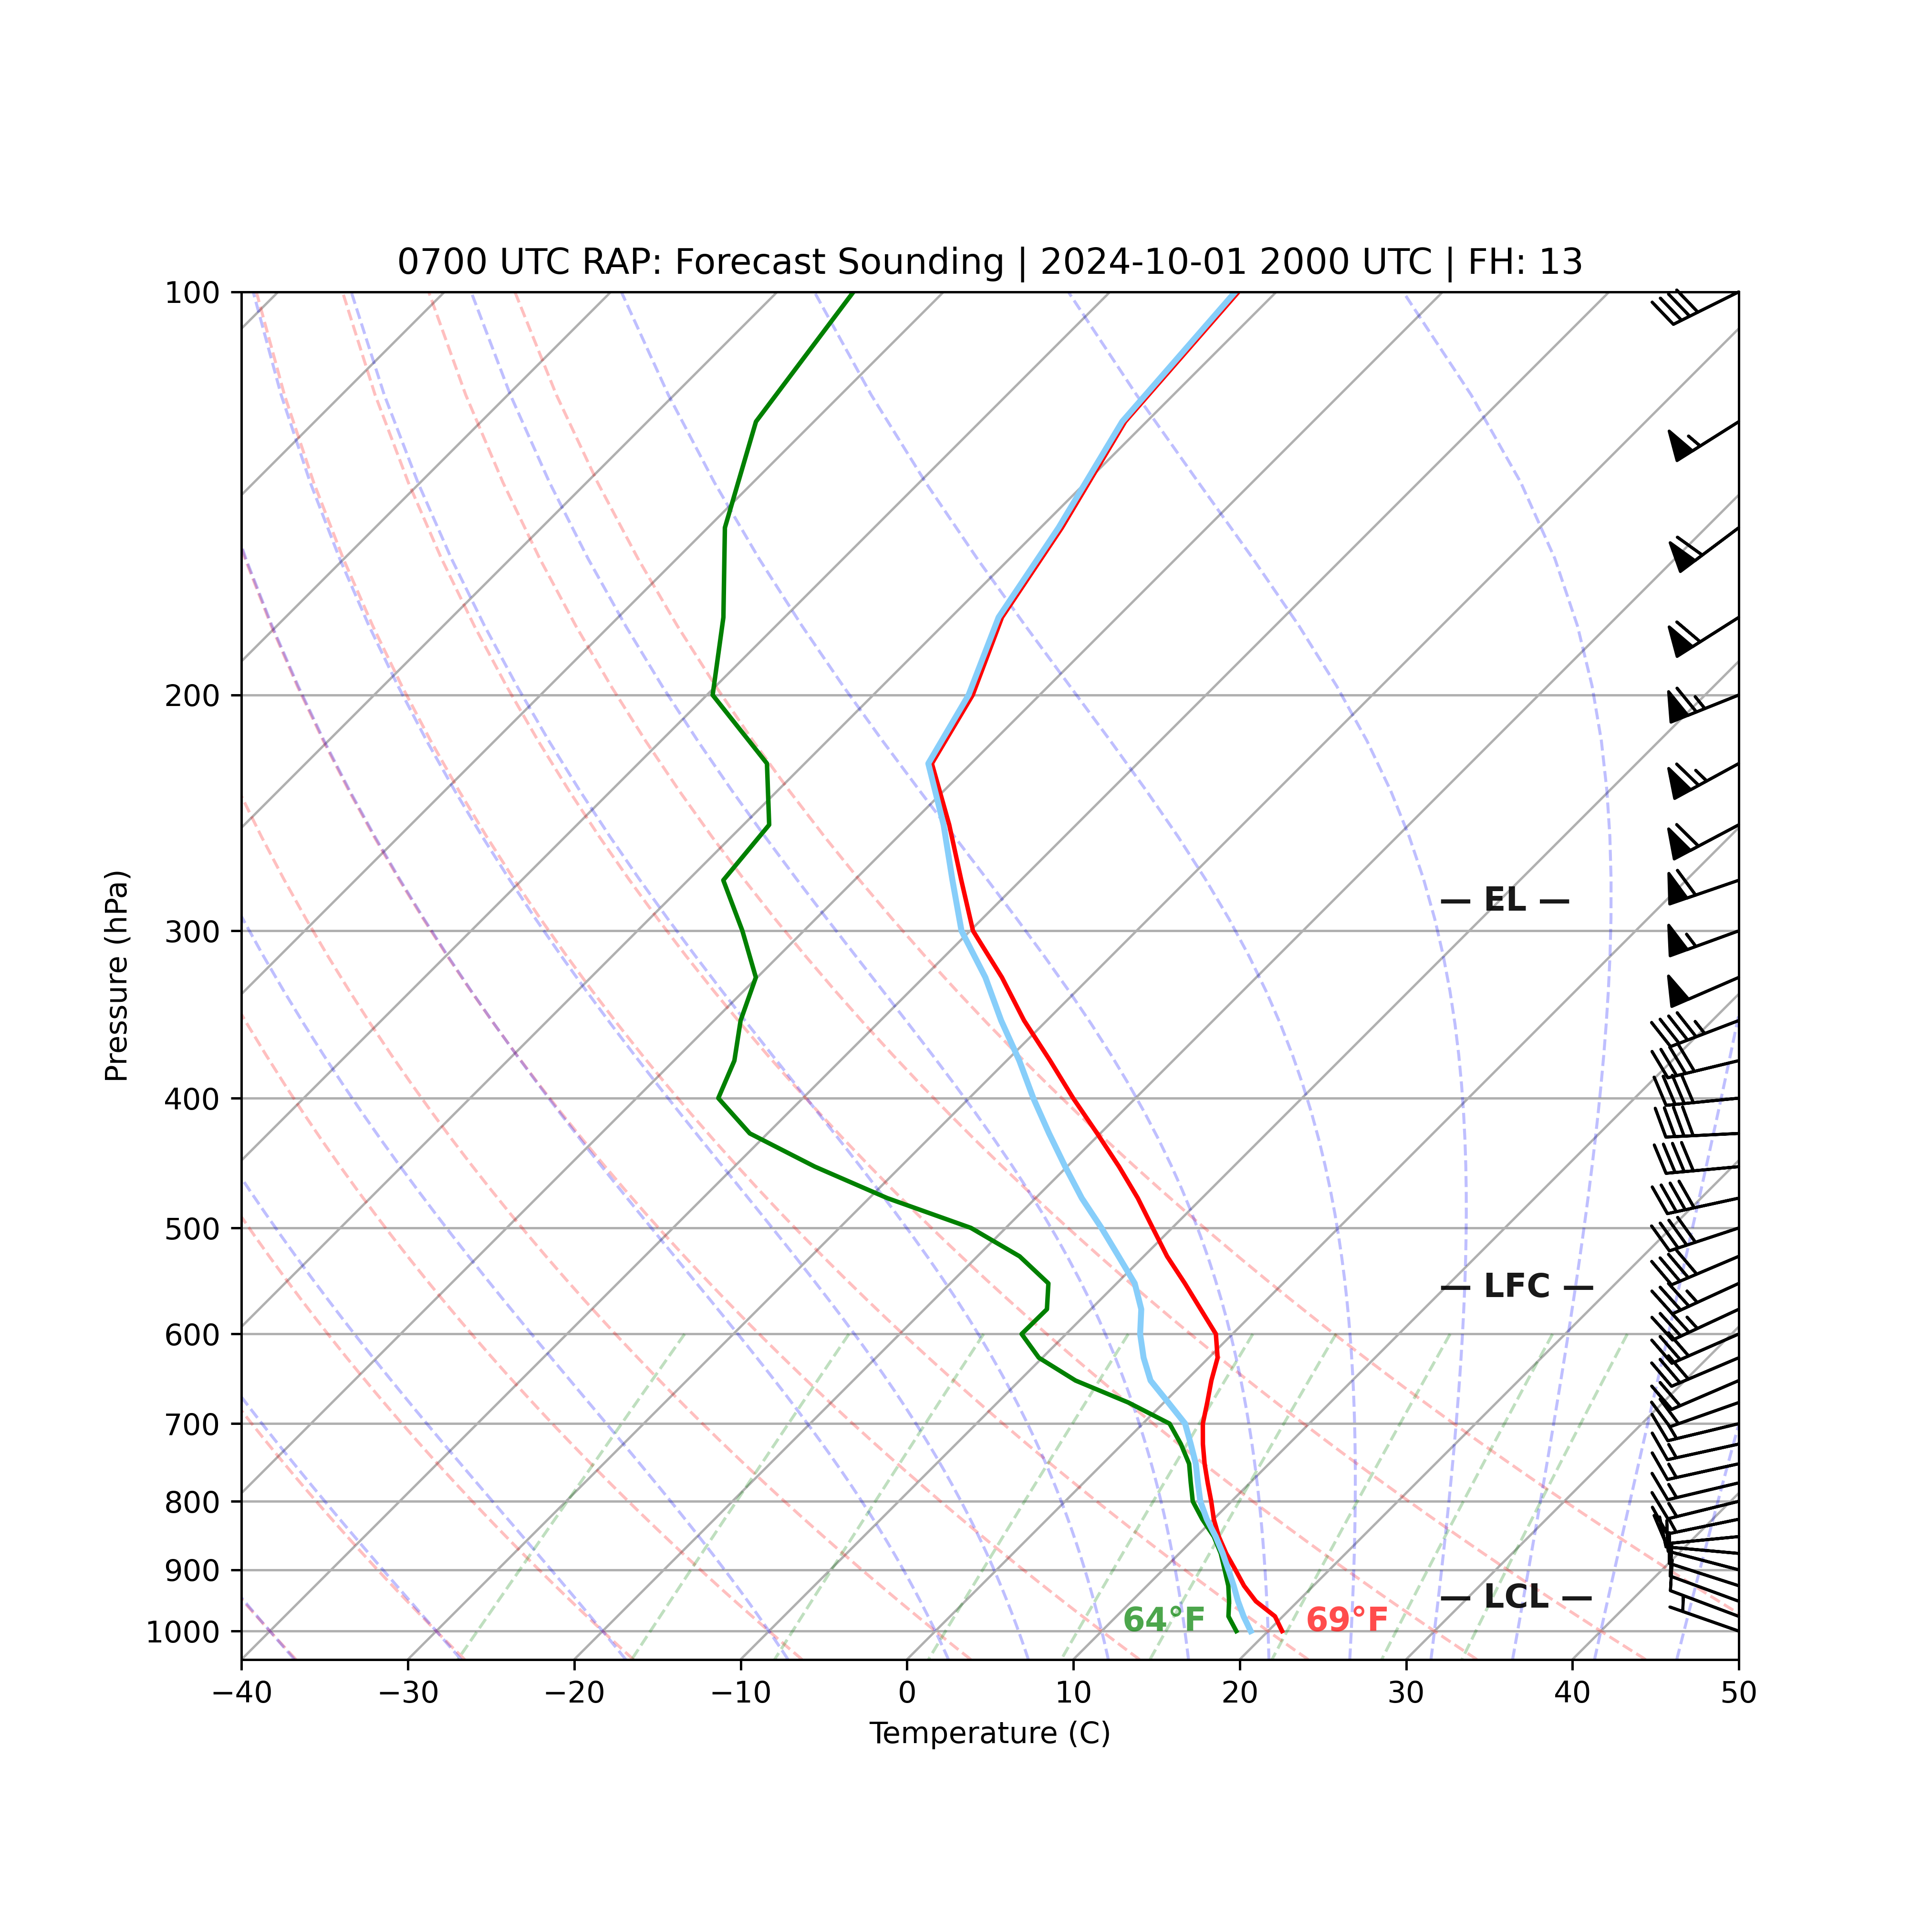 0700 UTC RAP: Forecast Sounding | 2024-10-01 2000 UTC | FH: 13
100
200
300
400
500
600
700
800
900
1000
Pressure (hPa)
— EL —
— LFC —
— LCL —
64°F 69°F
−40 −30 −20 −10 0 10 20 30 40 50
Temperature (C)